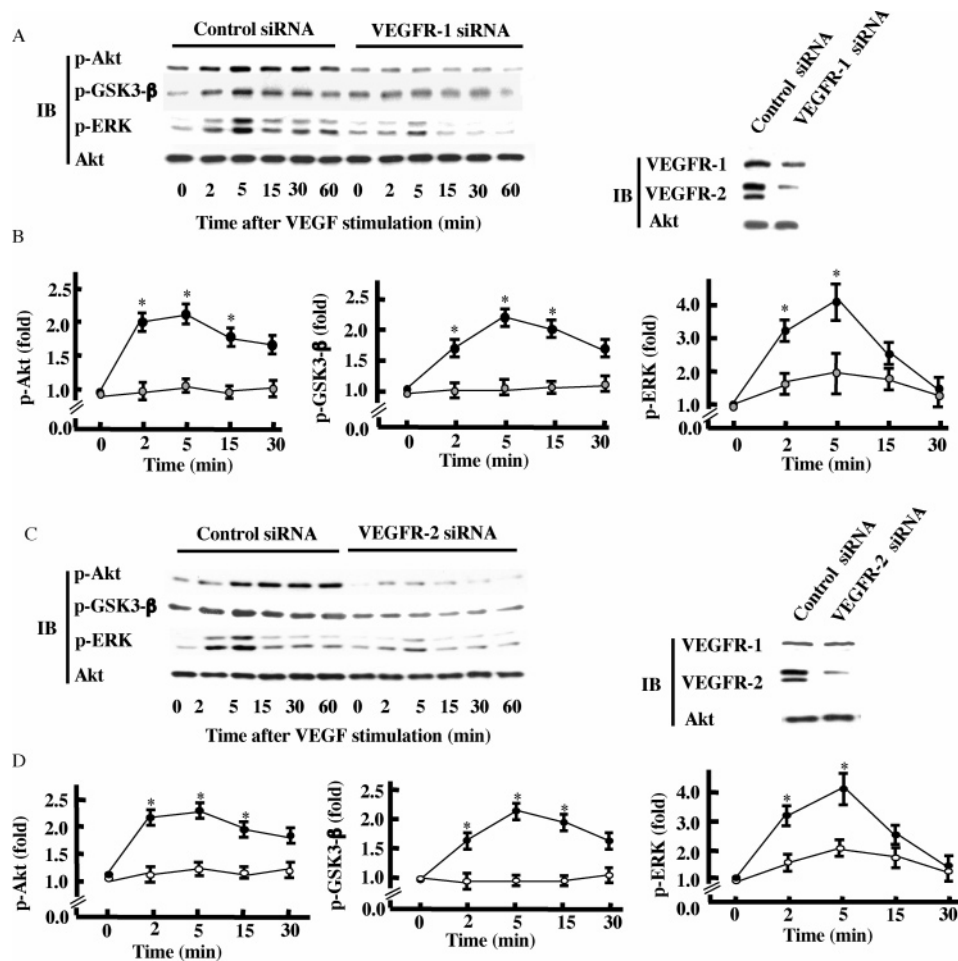 A
Control siRNA VEGFR-1 siRNA
IB
p-Akt
p-GSK3-β
p-ERK
Akt
0 2 5 15 30 60 0 2 5 15 30 60
Time after VEGF stimulation (min)
Control siRNA
VEGFR-1 siRNA
IB
VEGFR-1
VEGFR-2
Akt
B
p-Akt (fold)
2.5
2.0
1.5
1.0
0.0
* * *
0 2 5 15 30
Time (min)
p-GSK3-β (fold)
2.5
2.0
1.5
1.0
0.0
* * *
0 2 5 15 30
Time (min)
p-ERK (fold)
4.0
3.0
2.0
1.0
0.0
* *
0 2 5 15 30
Time (min)
C
Control siRNA VEGFR-2 siRNA
IB
p-Akt
p-GSK3-β
p-ERK
Akt
0 2 5 15 30 60 0 2 5 15 30 60
Time after VEGF stimulation (min)
Control siRNA
VEGFR-2 siRNA
IB
VEGFR-1
VEGFR-2
Akt
D
p-Akt (fold)
2.5
2.0
1.5
1.0
0.0
* * *
0 2 5 15 30
Time (min)
p-GSK3-β (fold)
2.5
2.0
1.5
1.0
0.0
* * *
0 2 5 15 30
Time (min)
p-ERK (fold)
4.0
3.0
2.0
1.0
0.0
* *
0 2 5 15 30
Time (min)